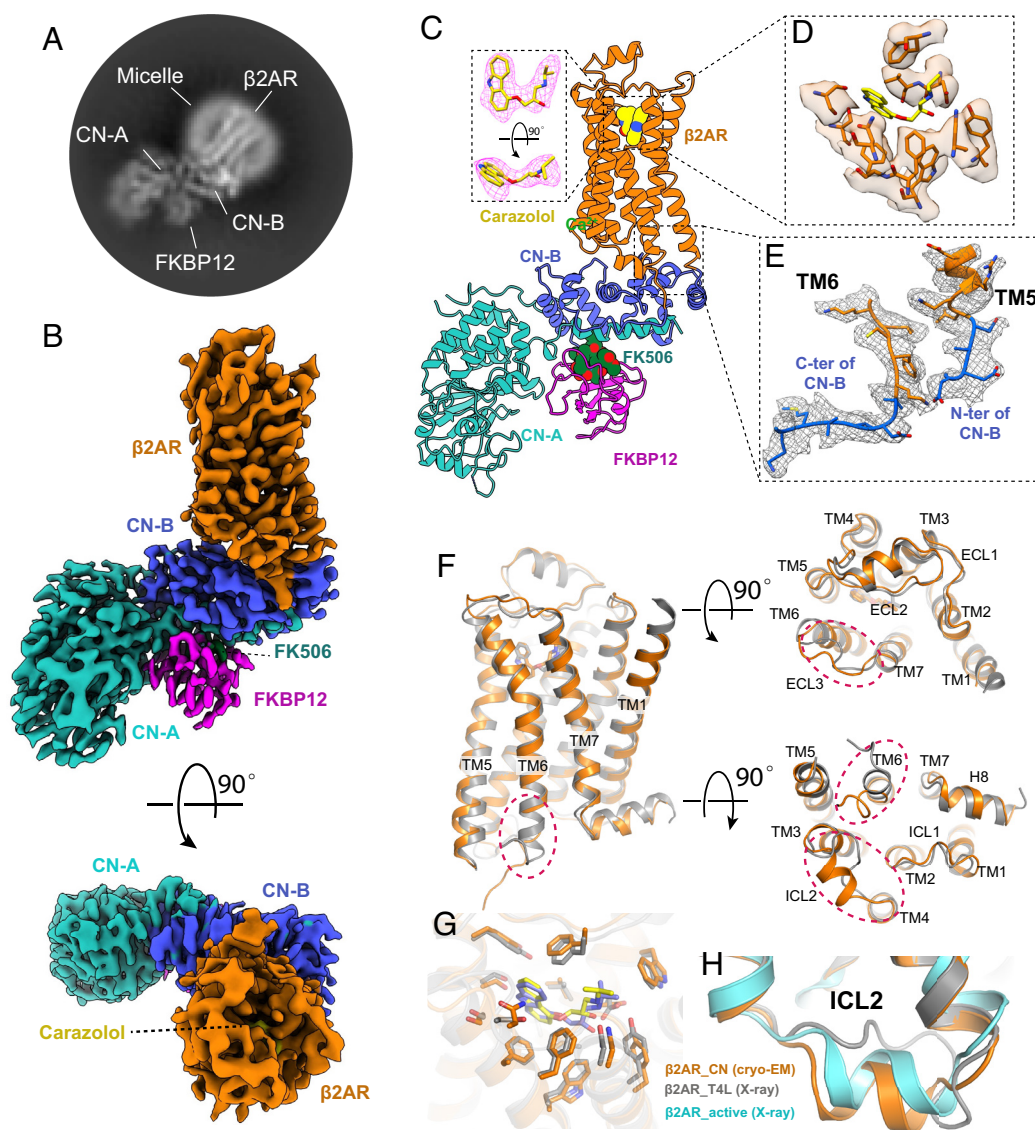 A
Micelle
β2AR
CN-A
CN-B
FKBP12
B
β2AR
CN-B
FK506
FKBP12
CN-A
90°
CN-A
CN-B
Carazolol
β2AR
C
90°
β2AR
Carazolol
CN-B
FK506
CN-A
FKBP12
D
E
TM6
TM5
C-ter of
CN-B
N-ter of
CN-B
F
TM5
TM6
TM7
TM1
90°
TM4
TM3
ECL1
TM5
ECL2
TM2
TM6
ECL3
TM7
TM1
90°
TM5
TM6
TM7
H8
TM3
ICL1
TM2
TM1
ICL2
TM4
G
β2AR_CN (cryo-EM)
β2AR_T4L (X-ray)
β2AR_active (X-ray)
H
ICL2